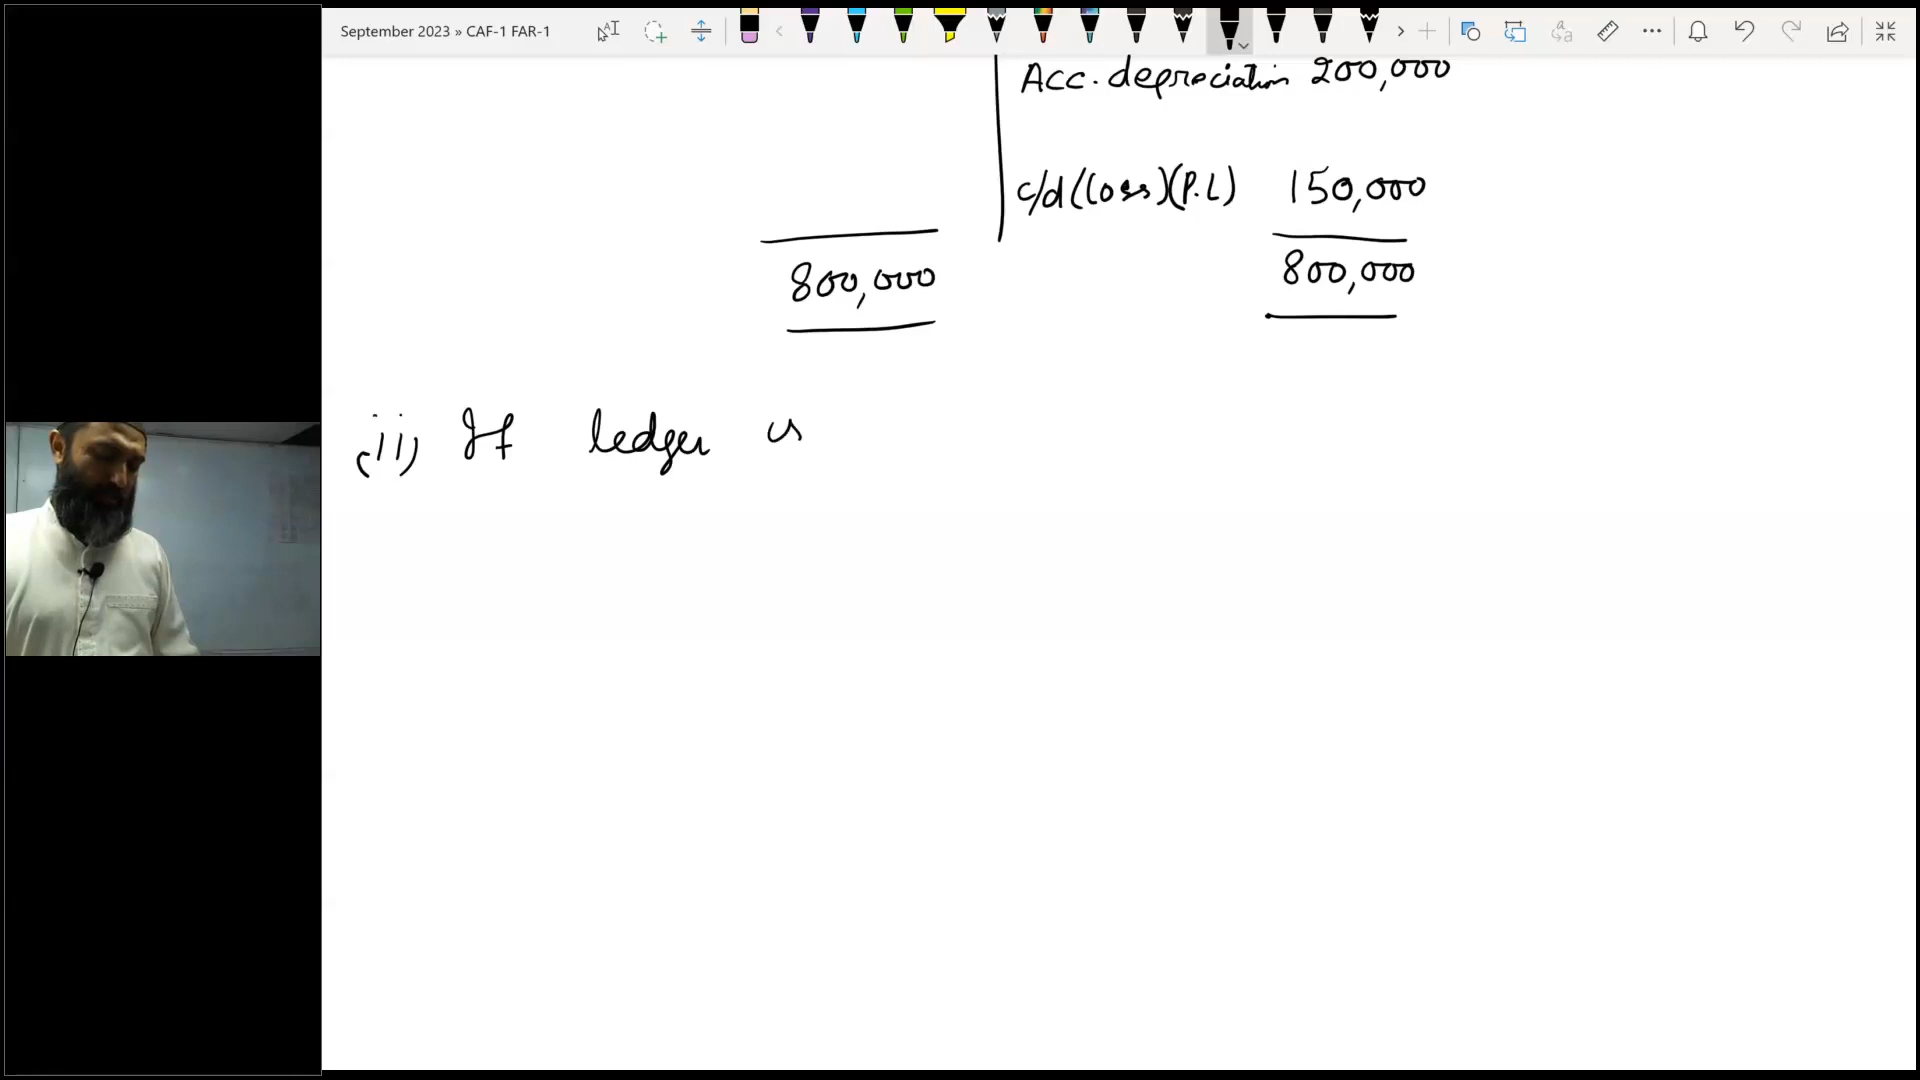 September 2023 » CAF-1 FAR-1
Acc. depreciation 200,000
c/d (Loss) (P.L) 150,000
800,000 800,000
(ii) If ledger is